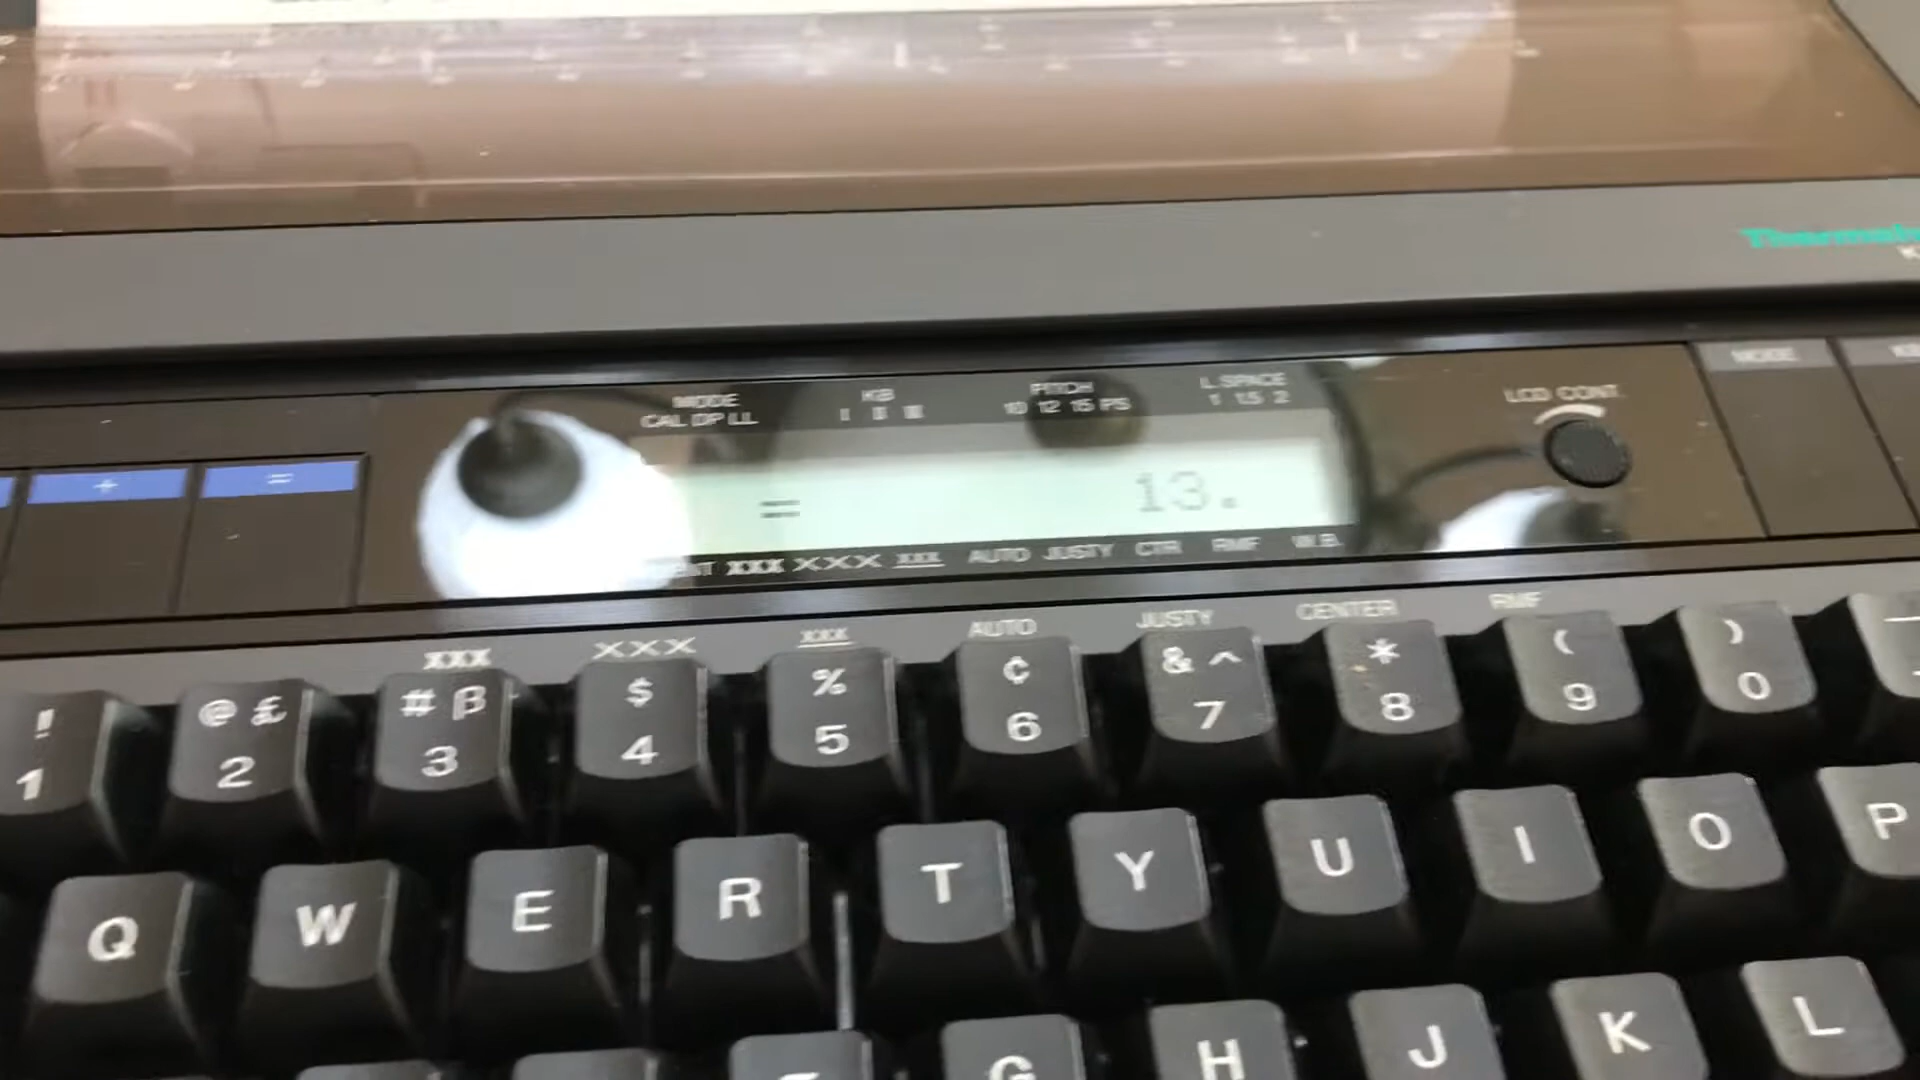 MODE KB PITCH L.SPACE
CAL DP LL I II III 10 12 15 PS 1 1.5 2
LCD CONT.
MODE
+ =
= 13.
XXX XXX XXX AUTO JUSTY CTR RMF W.B.
XXX XXX XXX AUTO JUSTY CENTER RMF
! @ £ # β $ % ¢ & ^ * ( )
1 2 3 4 5 6 7 8 9 0
Q W E R T Y U I O P
G H J K L